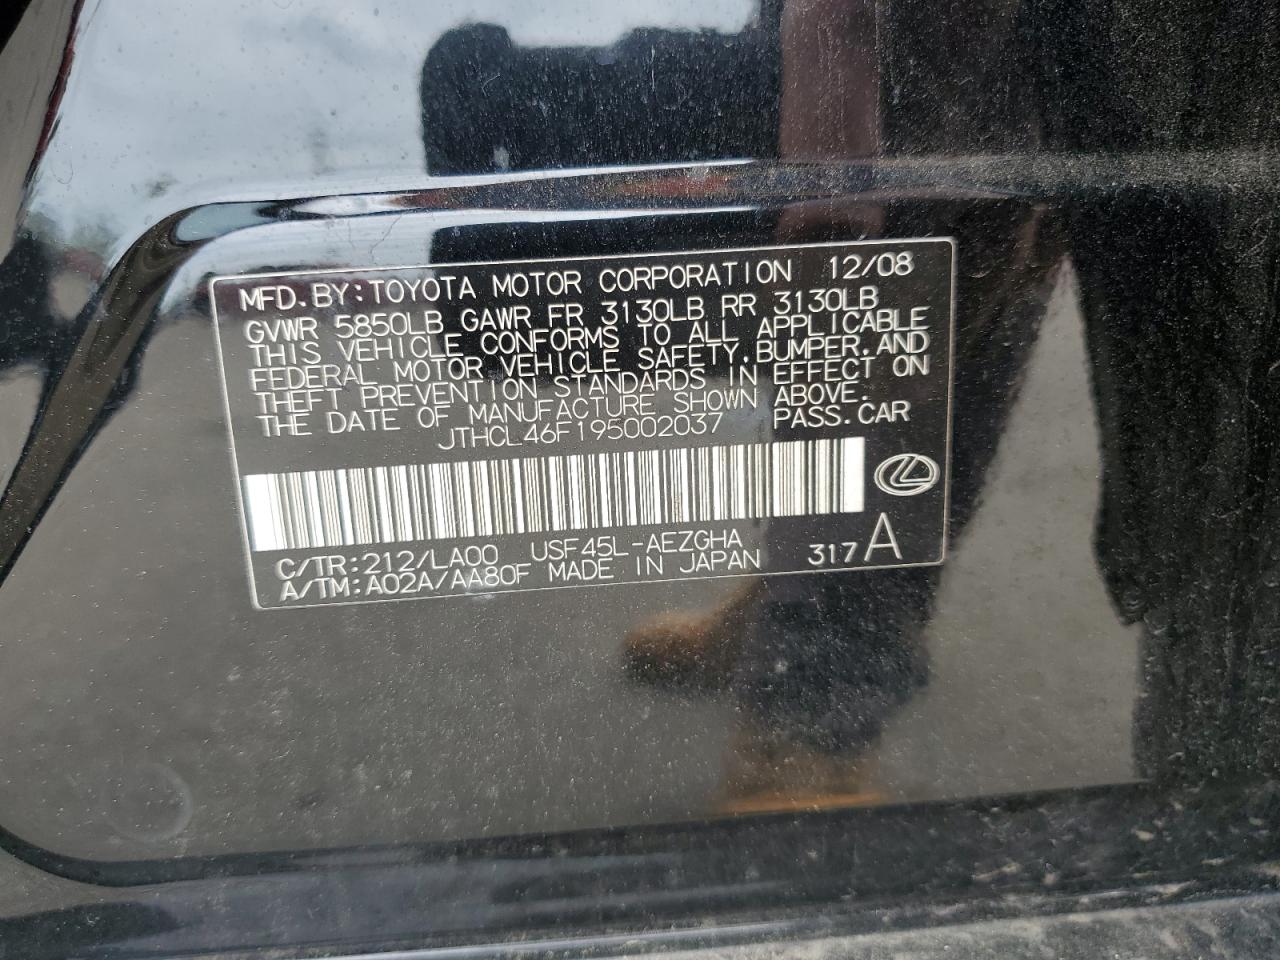 MFD.BY:TOYOTA MOTOR CORPORATION 12/08
GVWR 5850LB GAWR FR 3130LB RR 3130LB
THIS VEHICLE CONFORMS TO ALL APPLICABLE
FEDERAL MOTOR VEHICLE SAFETY,BUMPER,AND
THEFT PREVENTION STANDARDS IN EFFECT ON
THE DATE OF MANUFACTURE SHOWN ABOVE.
JTHCL46F195002037 PASS.CAR
C/TR:212/LA00 USF45L-AEZGHA
A/TM:A02A/AA80F MADE IN JAPAN 317A